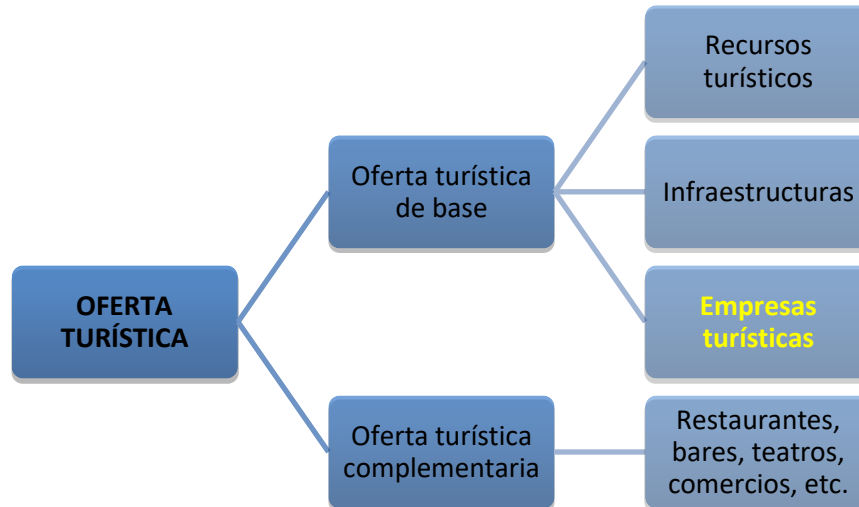 Recursos
turísticos
Oferta turística
de base
Infraestructuras
OFERTA
TURÍSTICA
Empresas
turísticas
Oferta turística
complementaria
Restaurantes,
bares, teatros,
comercios, etc.